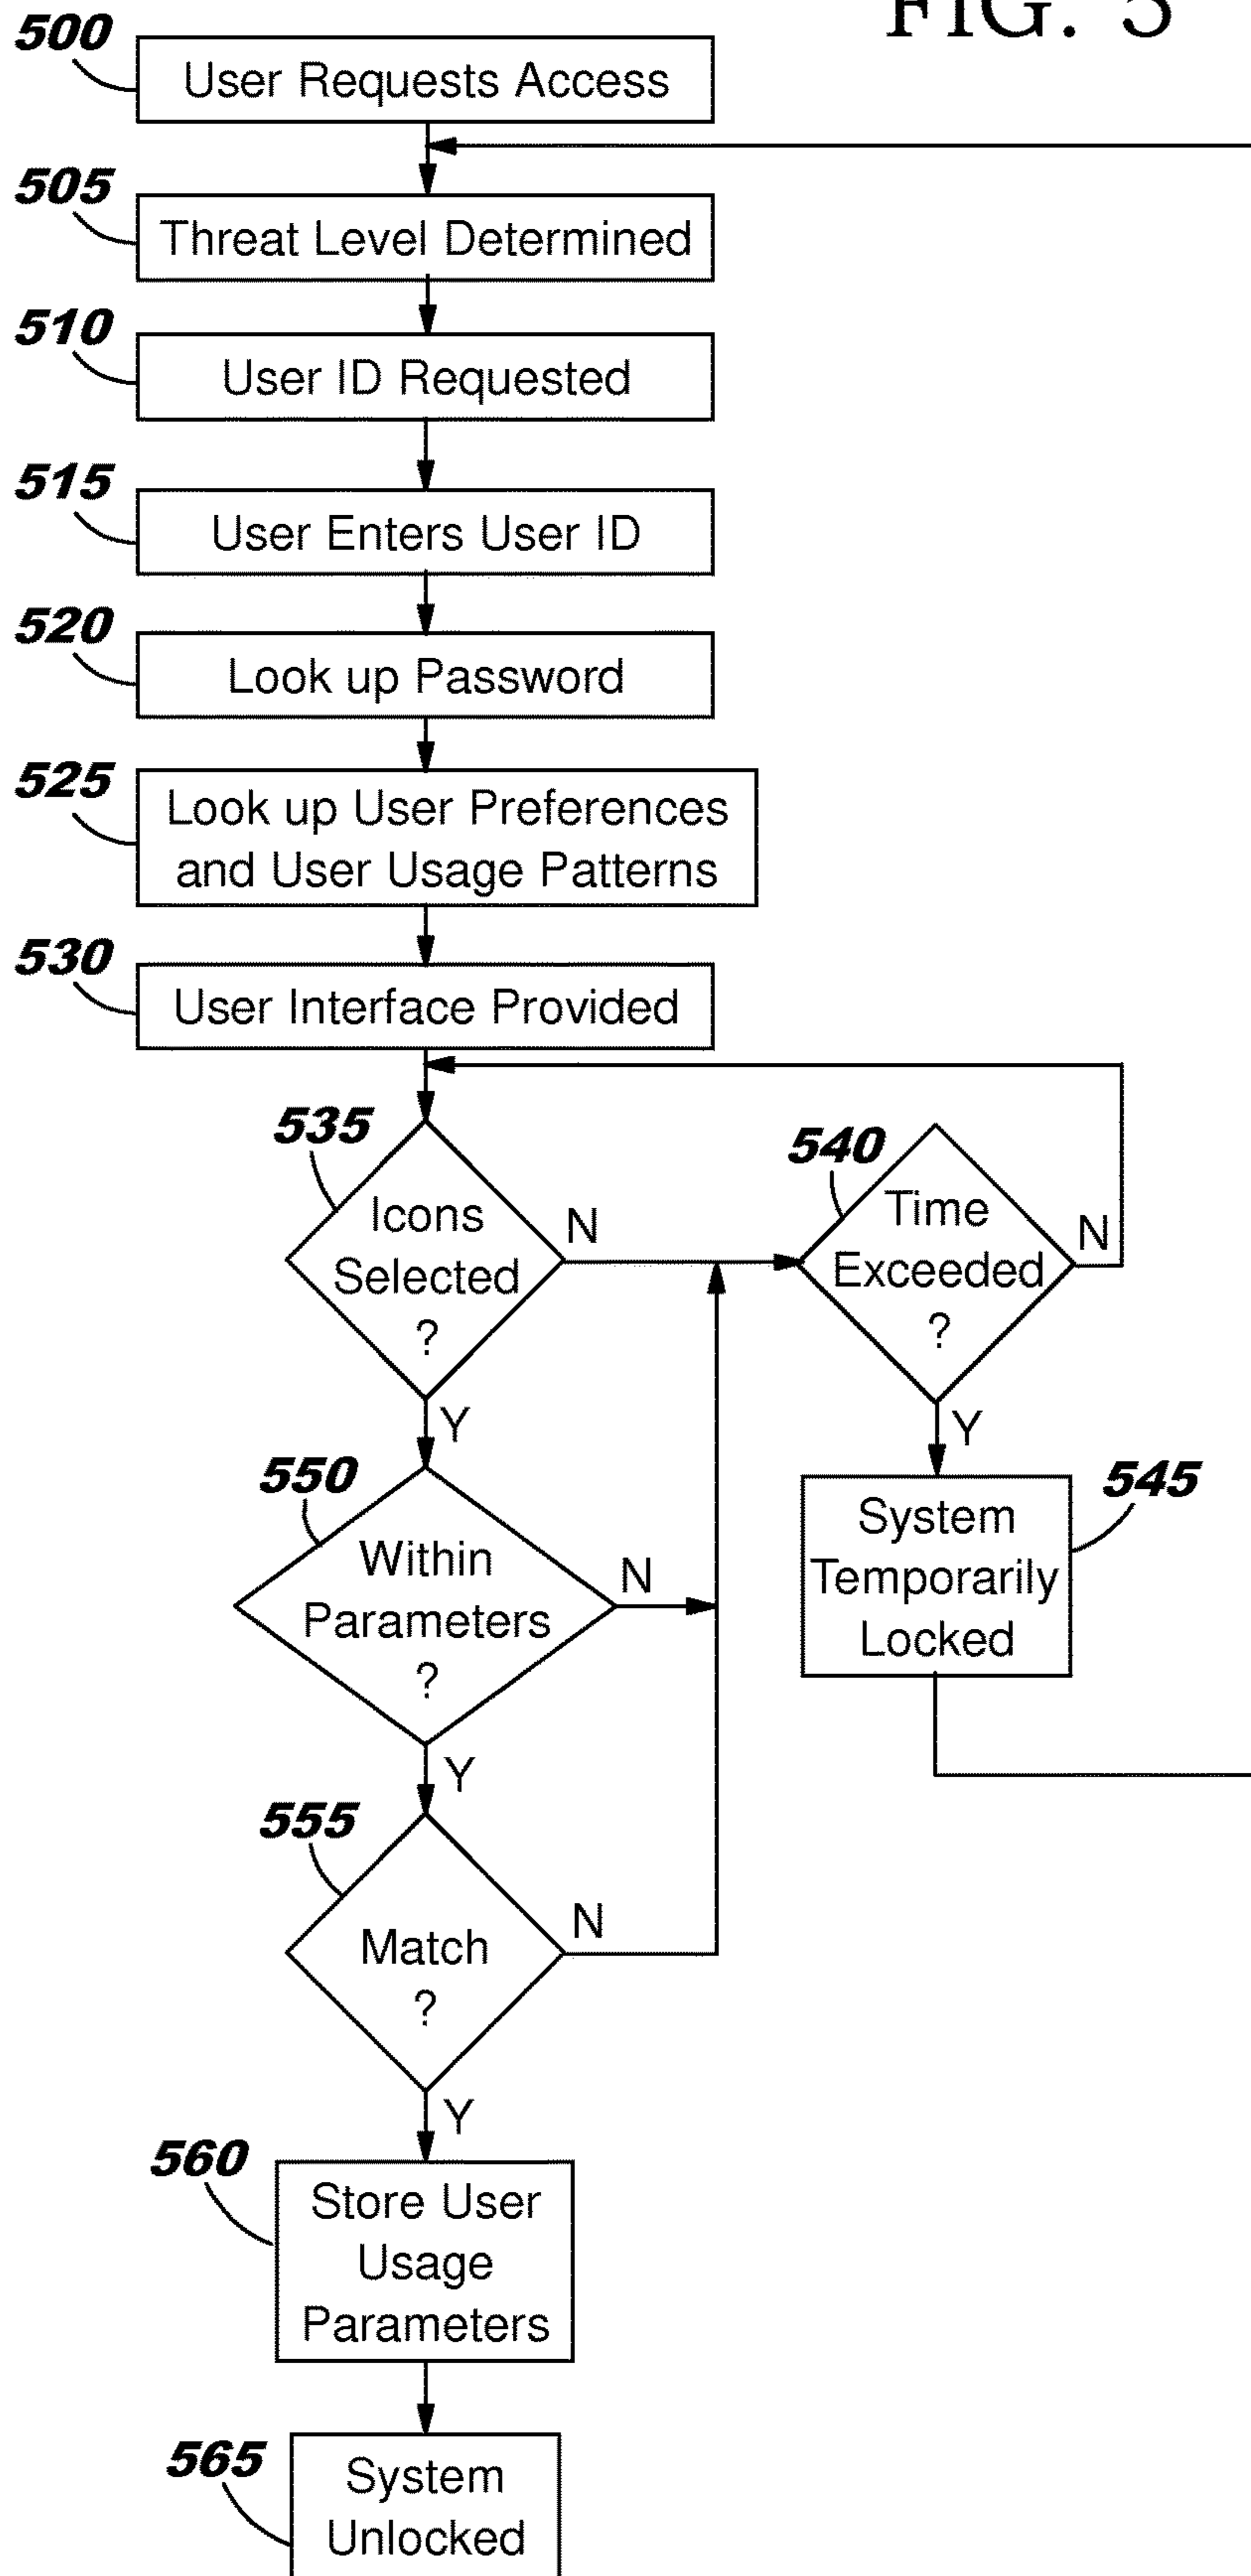 FIG. 5
500
User Requests Access
505
Threat Level Determined
510
User ID Requested
515
User Enters User ID
520
Look up Password
525
Look up User Preferences
and User Usage Patterns
530
User Interface Provided
535
Icons
Selected
?
N
Y
540
Time
Exceeded
?
N
Y
545
System
Temporarily
Locked
550
Within
Parameters
?
N
Y
555
Match
?
N
Y
560
Store User
Usage
Parameters
565
System
Unlocked